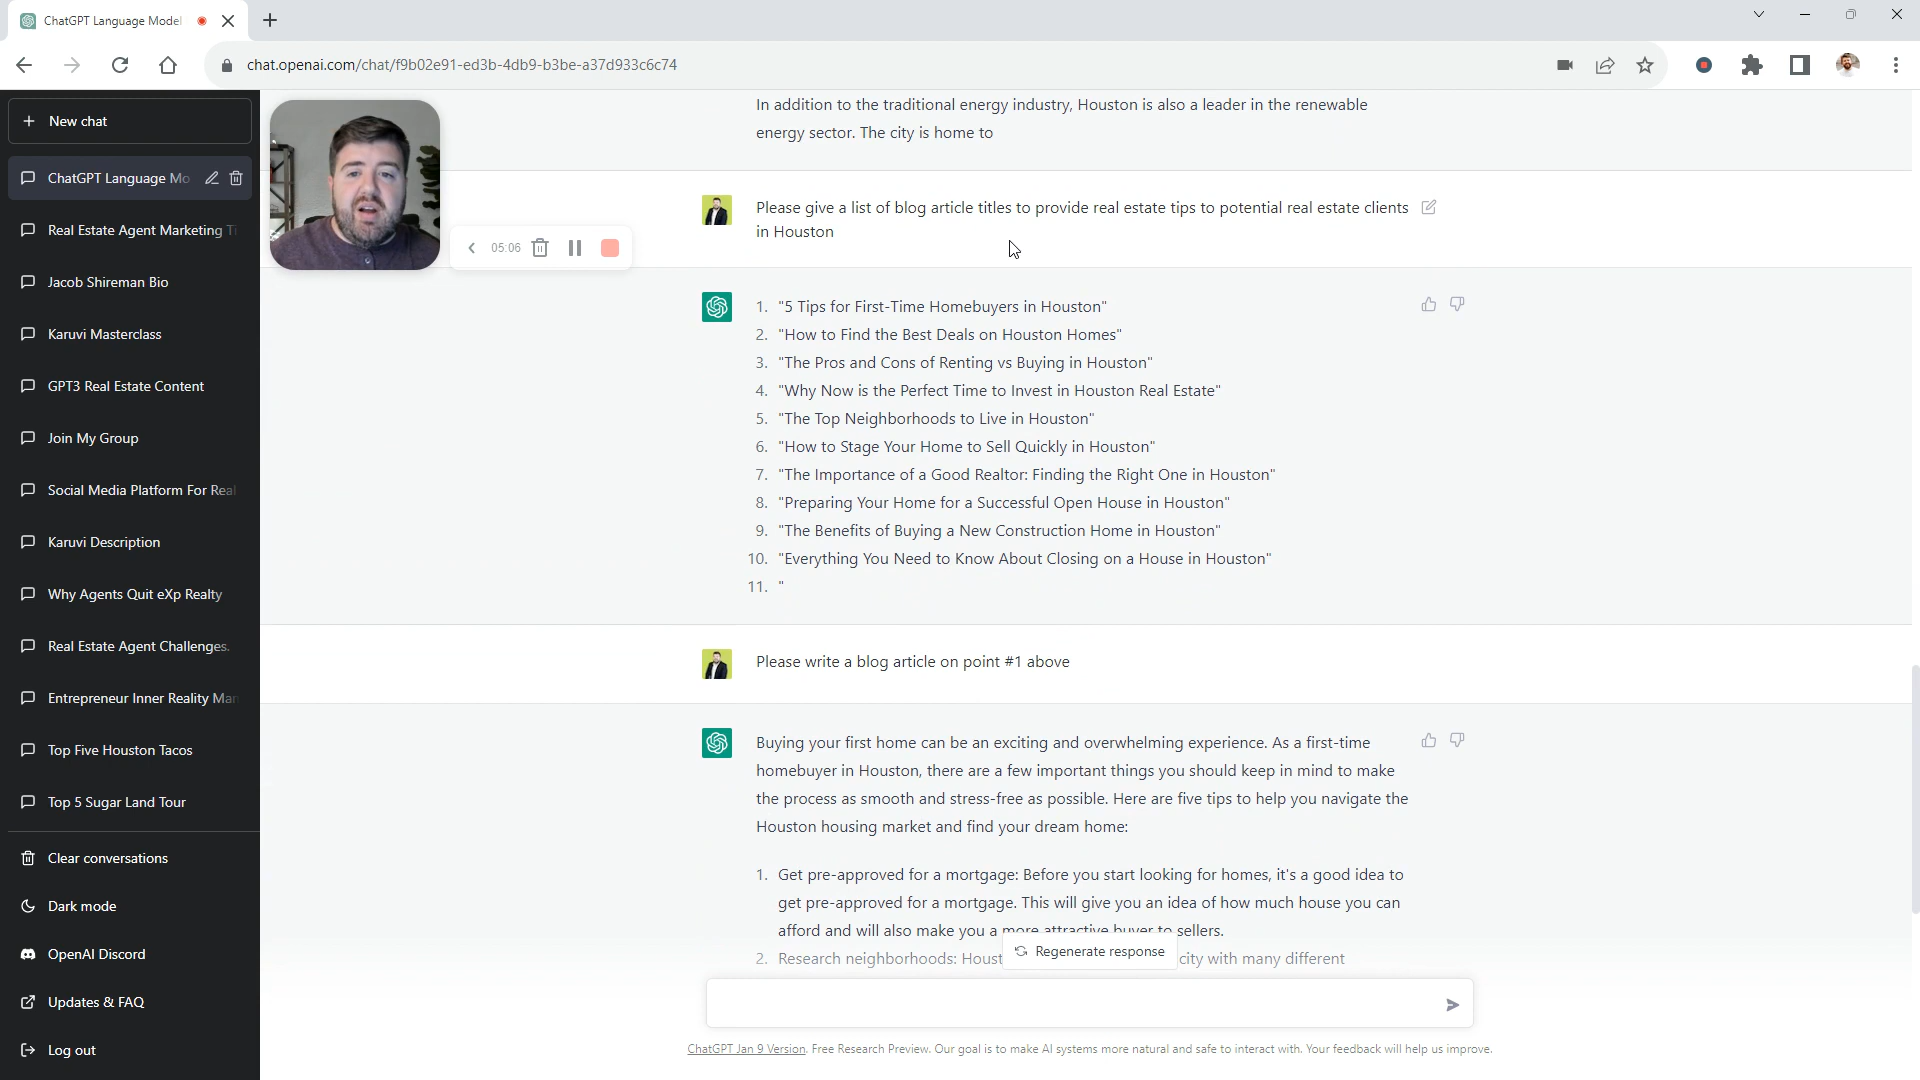 ChatGPT Language Model
chat.openai.com/chat/f9b02e91-ed3b-4db9-b3be-a37d933c6c74
New chat
ChatGPT Language Mo
Real Estate Agent Marketing Ti
Jacob Shireman Bio
Karuvi Masterclass
GPT3 Real Estate Content
Join My Group
Social Media Platform For Real
Karuvi Description
Why Agents Quit eXp Realty
Real Estate Agent Challenges.
Entrepreneur Inner Reality Man
Top Five Houston Tacos
Top 5 Sugar Land Tour
Clear conversations
Dark mode
OpenAI Discord
Updates & FAQ
Log out
05:06
In addition to the traditional energy industry, Houston is also a leader in the renewable
energy sector. The city is home to
Please give a list of blog article titles to provide real estate tips to potential real estate clients
in Houston
1. "5 Tips for First-Time Homebuyers in Houston"
2. "How to Find the Best Deals on Houston Homes"
3. "The Pros and Cons of Renting vs Buying in Houston"
4. "Why Now is the Perfect Time to Invest in Houston Real Estate"
5. "The Top Neighborhoods to Live in Houston"
6. "How to Stage Your Home to Sell Quickly in Houston"
7. "The Importance of a Good Realtor: Finding the Right One in Houston"
8. "Preparing Your Home for a Successful Open House in Houston"
9. "The Benefits of Buying a New Construction Home in Houston"
10. "Everything You Need to Know About Closing on a House in Houston"
11. "
Please write a blog article on point #1 above
Buying your first home can be an exciting and overwhelming experience. As a first-time
homebuyer in Houston, there are a few important things you should keep in mind to make
the process as smooth and stress-free as possible. Here are five tips to help you navigate the
Houston housing market and find your dream home:
1. Get pre-approved for a mortgage: Before you start looking for homes, it's a good idea to
get pre-approved for a mortgage. This will give you an idea of how much house you can
afford and will also make you a more attractive buyer to sellers.
2. Research neighborhoods: Houst city with many different
Regenerate response
ChatGPT Jan 9 Version. Free Research Preview. Our goal is to make AI systems more natural and safe to interact with. Your feedback will help us improve.